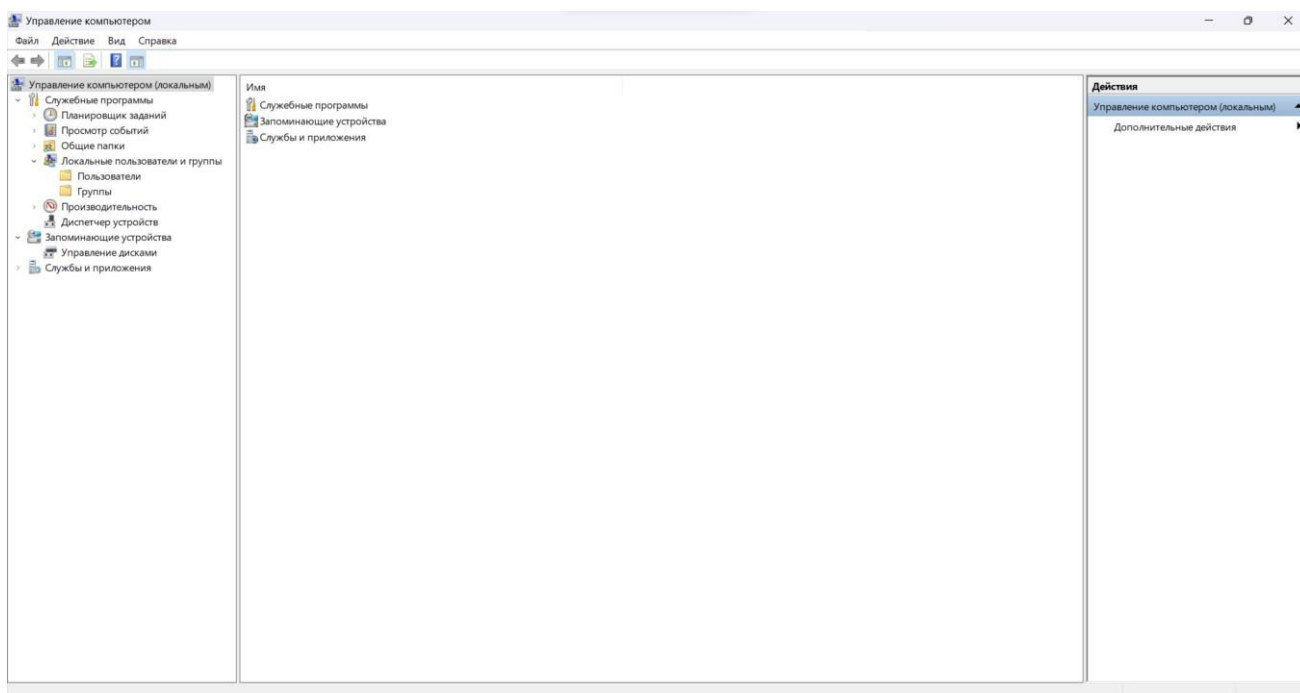 Управление компьютером
Файл Действие Вид Справка
Управление компьютером (локальным)
Служебные программы
Планировщик заданий
Просмотр событий
Общие папки
Локальные пользователи и группы
Пользователи
Группы
Производительность
Диспетчер устройств
Запоминающие устройства
Управление дисками
Службы и приложения
Имя
Служебные программы
Запоминающие устройства
Службы и приложения
Действия
Управление компьютером (локальным)
Дополнительные действия